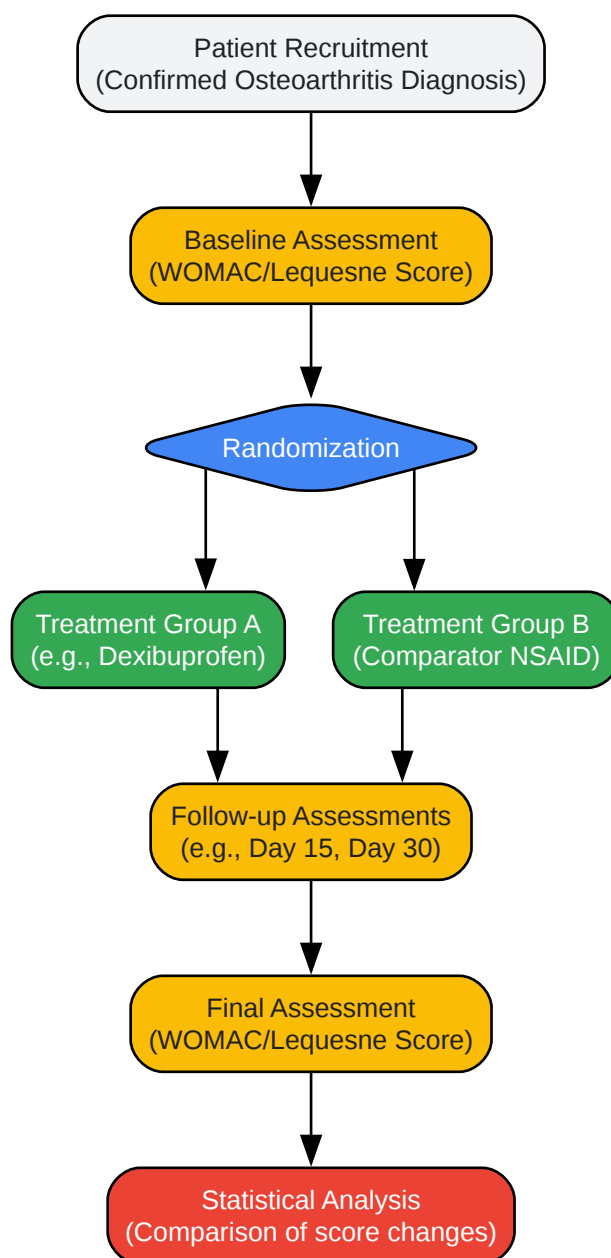 Patient Recruitment
(Confirmed Osteoarthritis Diagnosis)
Baseline Assessment
(WOMAC/Lequesne Score)
Randomization
Treatment Group A
(e.g., Dexibuprofen)
Treatment Group B
(Comparator NSAID)
Follow-up Assessments
(e.g., Day 15, Day 30)
Final Assessment
(WOMAC/Lequesne Score)
Statistical Analysis
(Comparison of score changes)